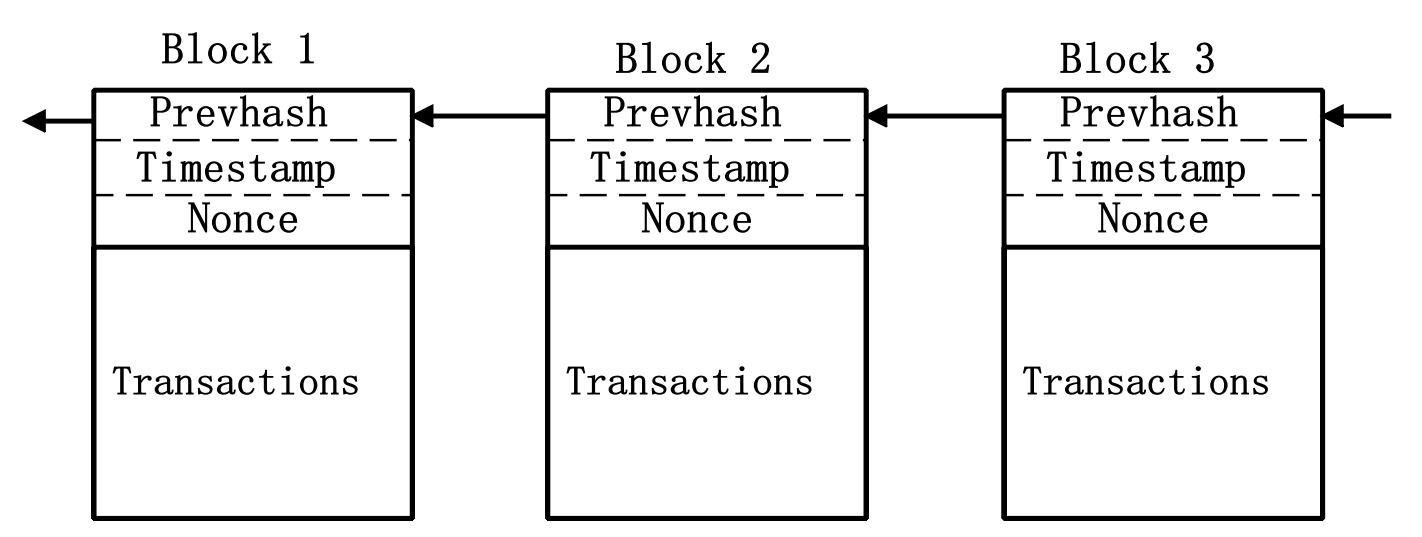 Block 1
Prevhash
Timestamp
Nonce
Transactions
Block 2
Prevhash
Timestamp
Nonce
Transactions
Block 3
Prevhash
Timestamp
Nonce
Transactions